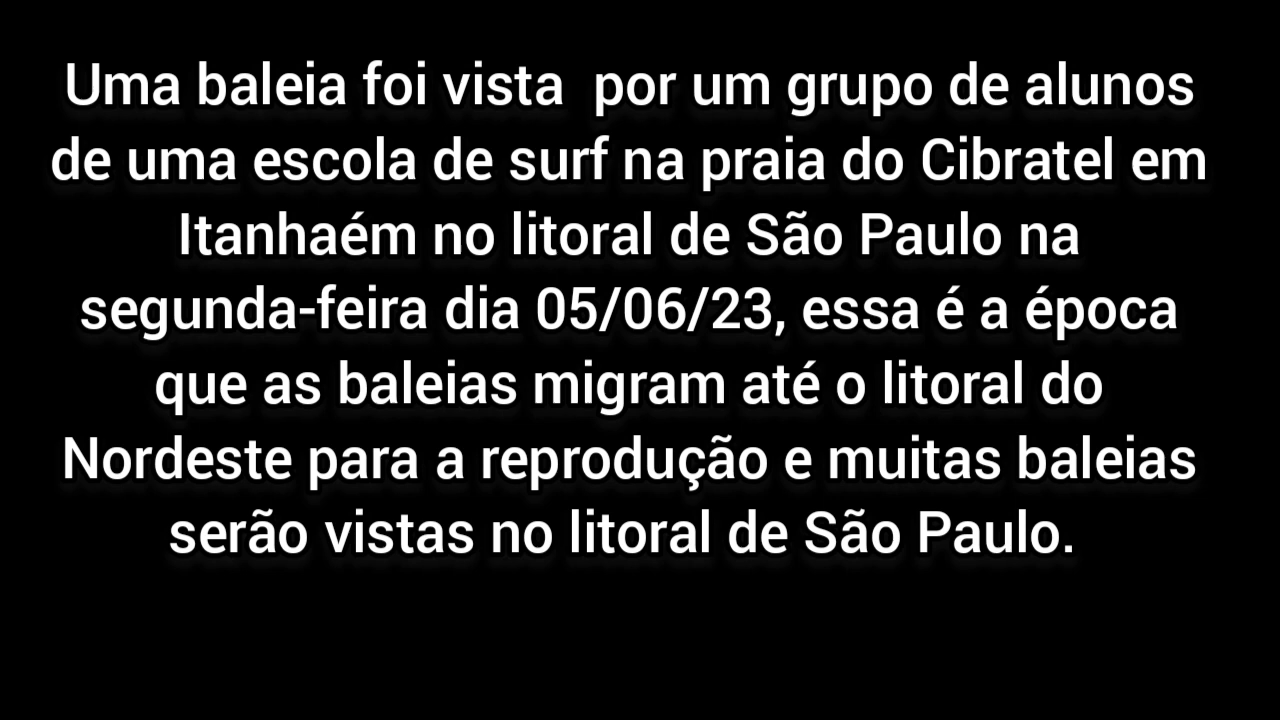 Uma baleia foi vista  por um grupo de alunos
de uma escola de surf na praia do Cibratel em
Itanhaém no litoral de São Paulo na
segunda-feira dia 05/06/23, essa é a época
que as baleias migram até o litoral do
Nordeste para a reprodução e muitas baleias
serão vistas no litoral de São Paulo.